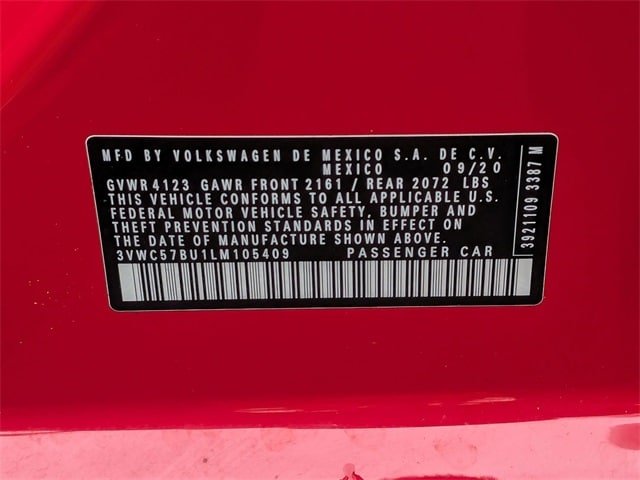 MFD BY VOLKSWAGEN DE MEXICO S.A. DE C.V.
MEXICO 09/20
GVWR4123 GAWR FRONT 2161 / REAR 2072 LBS
THIS VEHICLE CONFORMS TO ALL APPLICABLE U.S.
FEDERAL MOTOR VEHICLE SAFETY, BUMPER AND
THEFT PREVENTION STANDARDS IN EFFECT ON
THE DATE OF MANUFACTURE SHOWN ABOVE.
3VWC57BU1LM105409 PASSENGER CAR
3921109 3387 M